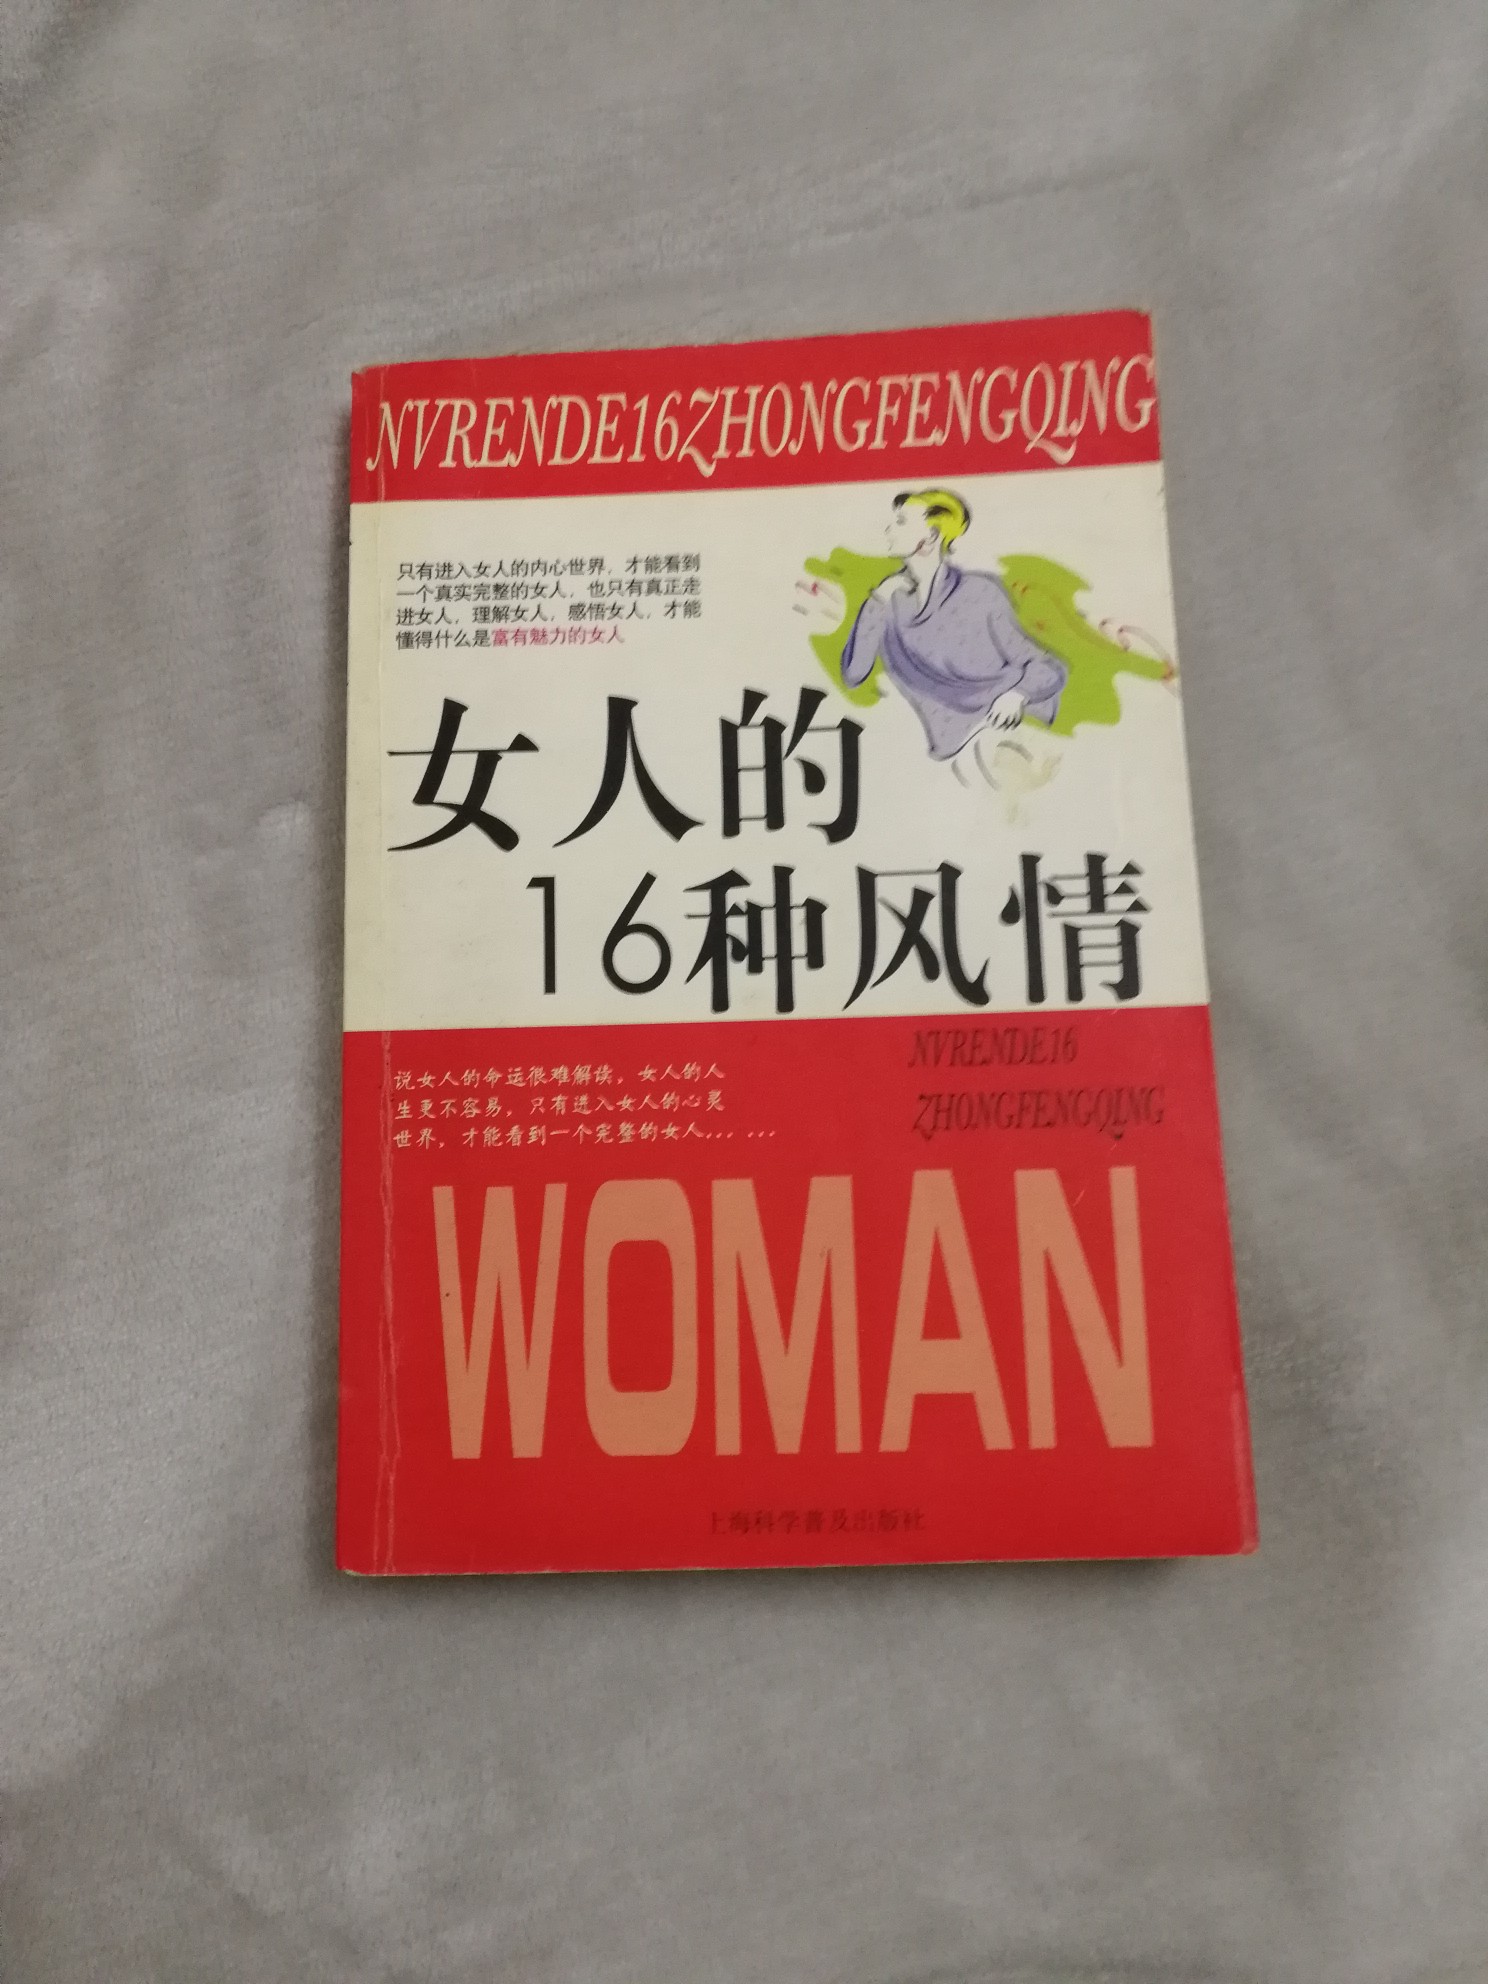 NVRENDE16ZHONGFENGQING
只有进入女人的内心世界，才能看到
一个真实完整的女人，也只有真正走
进女人，理解女人，感悟女人，才能
懂得什么是富有魅力的女人
女人的
16种风情
说女人的命运很难解读，女人的人
生更不容易，只有进入女人的心灵
世界，才能看到一个完整的女人... ...
NVRENDE16
ZHONGFENGQING
WOMAN
上海科学普及出版社